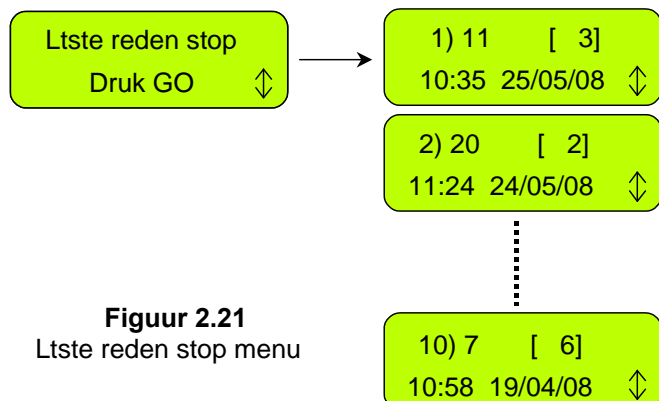 Ltste reden stop
Druk GO
1) 11 [ 3]
10:35 25/05/08
2) 20 [ 2]
11:24 24/05/08
10) 7 [ 6]
10:58 19/04/08
Figuur 2.21
Ltste reden stop menu